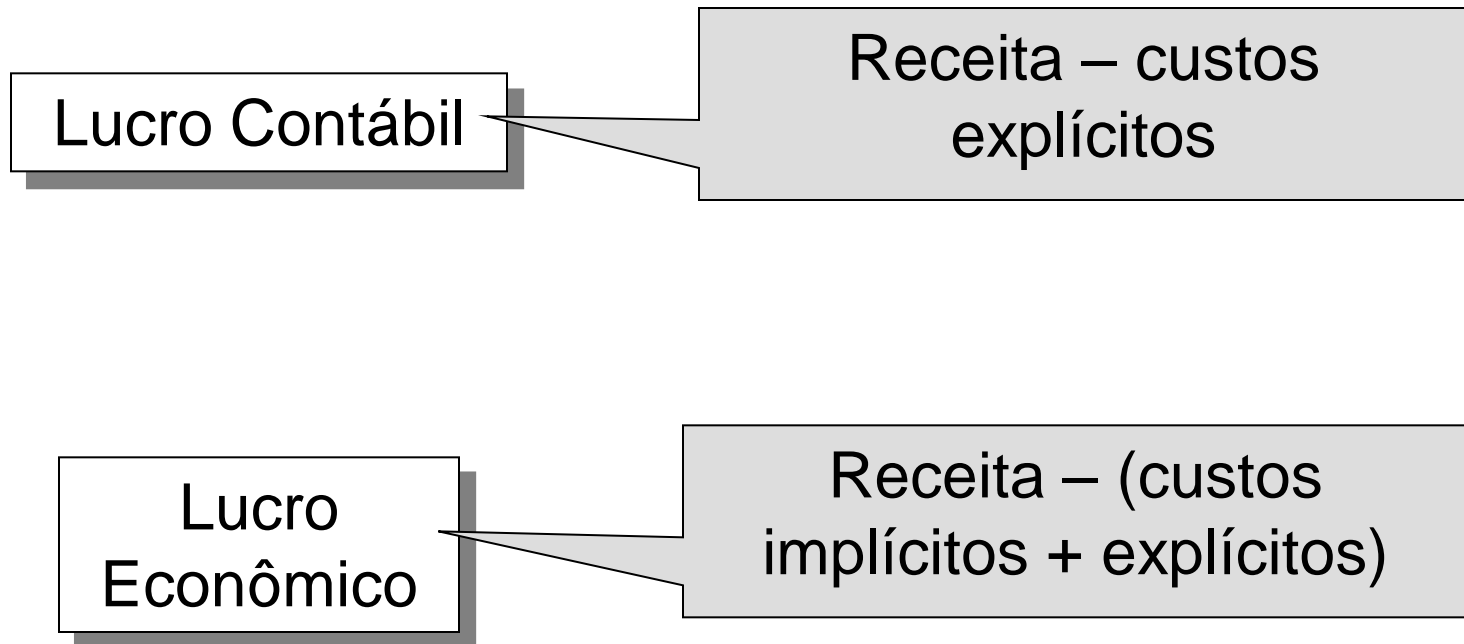 Lucro Contábil
Receita – custos
explícitos
Lucro
Econômico
Receita – (custos
implícitos + explícitos)